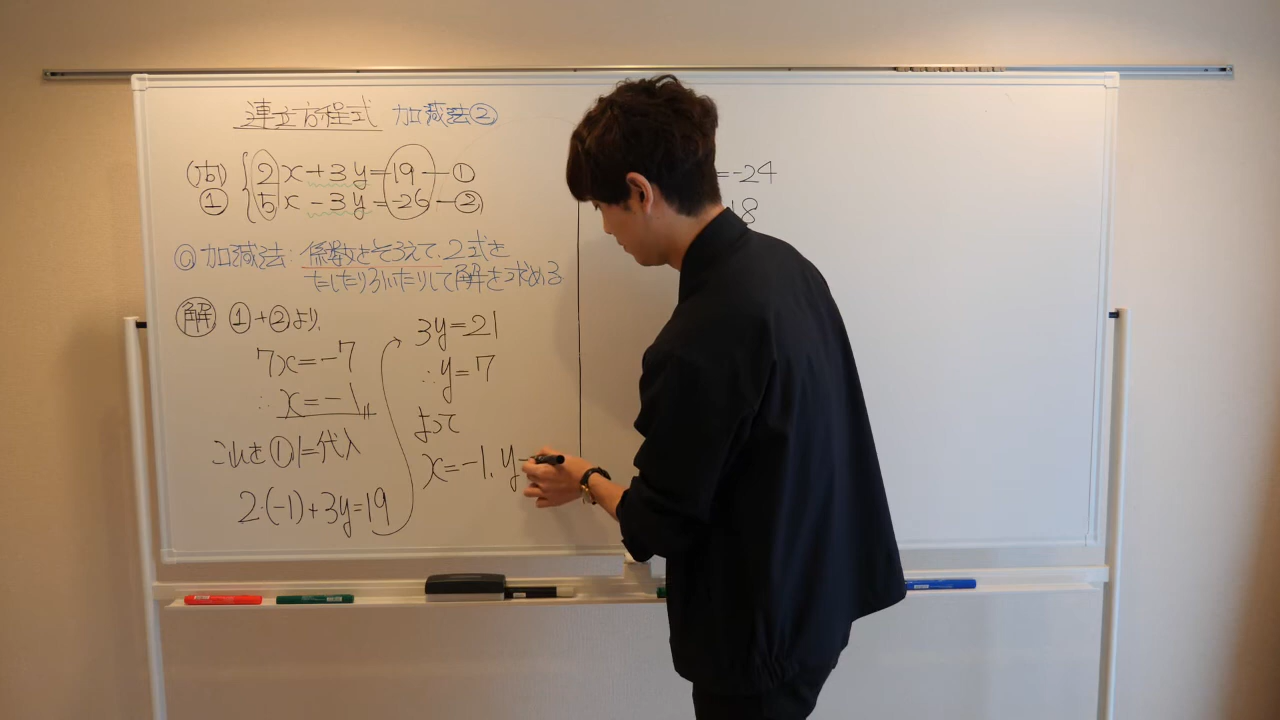 連立方程式 加減法②
(例) 2x+3y=19―①
① 5x-3y=-26―②
◎加減法:係数をそろえて、2式を
たしたりひいたりして解を求める
解 ①+②より、
7x=-7
∴x=-1
これを①に代入
2·(-1)+3y=19
3y=21
∴y=7
よって
x=-1, y=
=-24
18